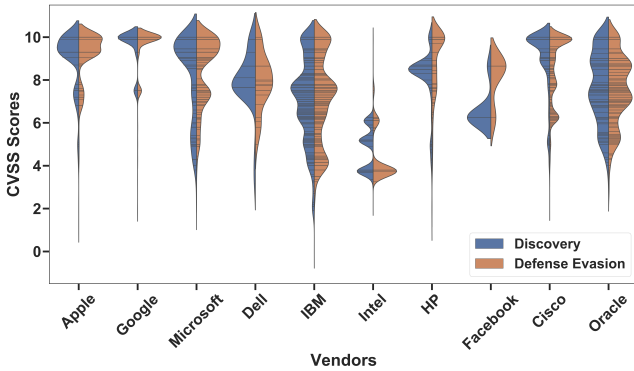 CVSS Scores
10
8
6
4
2
0
Discovery
Defense Evasion
Apple
Google
Microsoft
Dell
IBM
Intel
HP
Facebook
Cisco
Oracle
Vendors